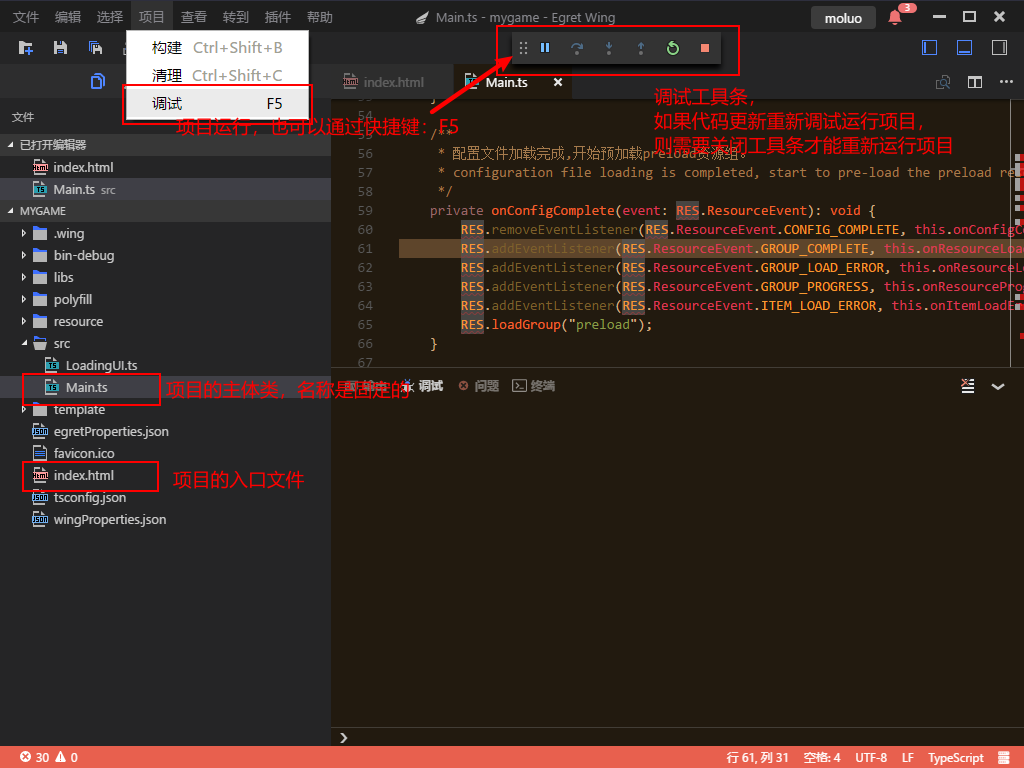 文件 编辑 选择 项目 查看 转到 插件 帮助
Main.ts - mygame - Egret Wing
moluo
3
构建 Ctrl+Shift+B
清理 Ctrl+Shift+C
调试 F5
index.html
Main.ts
项目运行，也可以通过快捷键：F5
调试工具条，
如果代码更新重新调试运行项目，
则需要关闭工具条才能重新运行项目
文件
已打开编辑器
index.html
Main.ts src
MYGAME
.wing
bin-debug
libs
polyfill
resource
src
LoadingUI.ts
Main.ts
项目的主体类，名称是固定的
template
egretProperties.json
favicon.ico
index.html
项目的入口文件
tsconfig.json
wingProperties.json
}
54
/**
56 * 配置文件加载完成,开始预加载preload资源组。
57 * configuration file loading is completed, start to pre-load the preload re
58 */
59 private onConfigComplete(event: RES.ResourceEvent): void {
60 RES.removeEventListener(RES.ResourceEvent.CONFIG_COMPLETE, this.onConfigC
61 RES.addEventListener(RES.ResourceEvent.GROUP_COMPLETE, this.onResourceLoa
62 RES.addEventListener(RES.ResourceEvent.GROUP_LOAD_ERROR, this.onResourceL
63 RES.addEventListener(RES.ResourceEvent.GROUP_PROGRESS, this.onResourcePro
64 RES.addEventListener(RES.ResourceEvent.ITEM_LOAD_ERROR, this.onItemLoadE
65 RES.loadGroup("preload");
66 }
67
输出 调试 问题 终端
30 0
行 61, 列 31 空格: 4 UTF-8 LF TypeScript